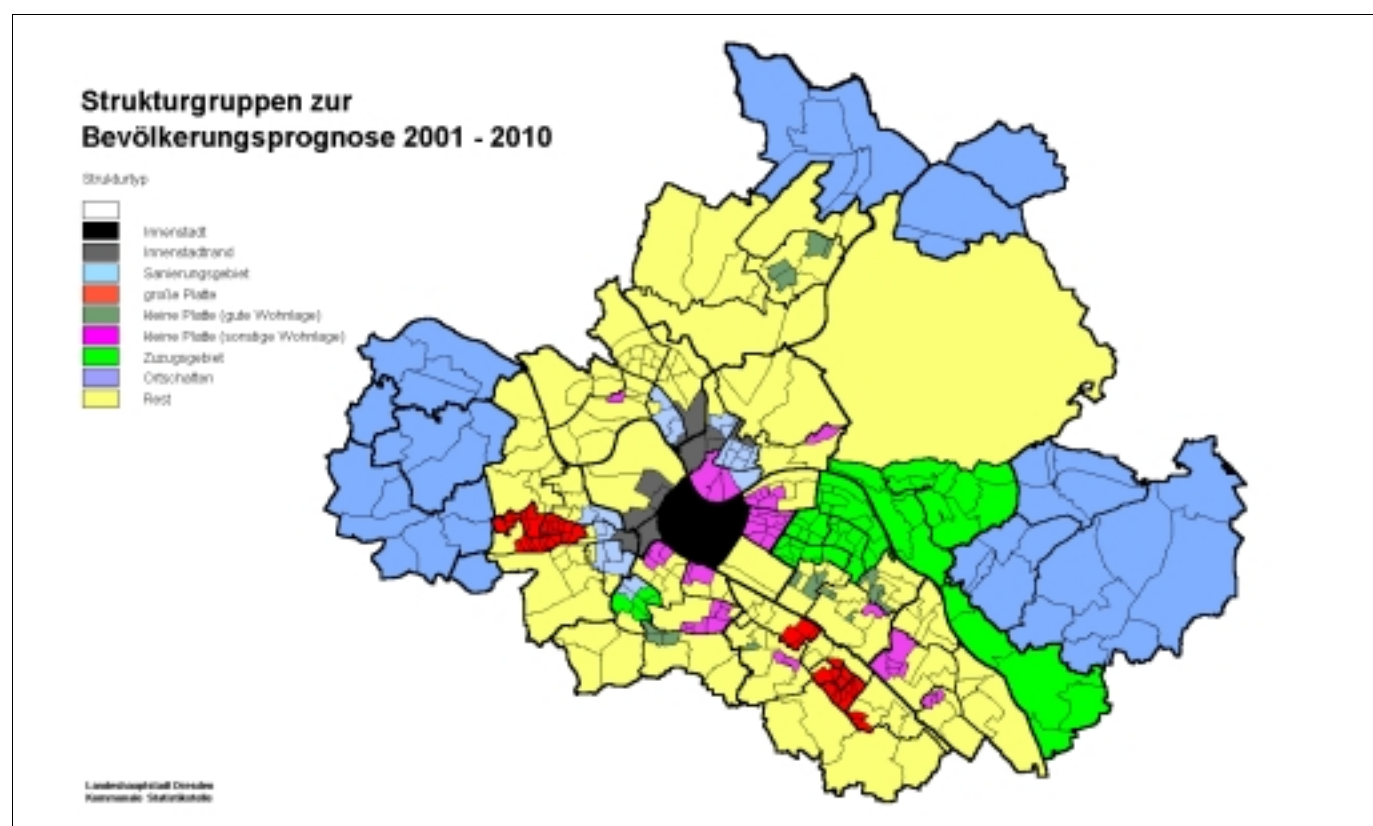 Strukturgruppen zur
Bevölkerungsprognose 2001 - 2010
Strukturtyp
Innenstadt
Innenstadtrand
Sanierungsgebiet
große Platte
kleine Platte (gute Wohnlage)
kleine Platte (sonstige Wohnlage)
Zuzugsgebiet
Ortschaften
Rest
Landeshauptstadt Dresden
Kommunale Statistikstelle